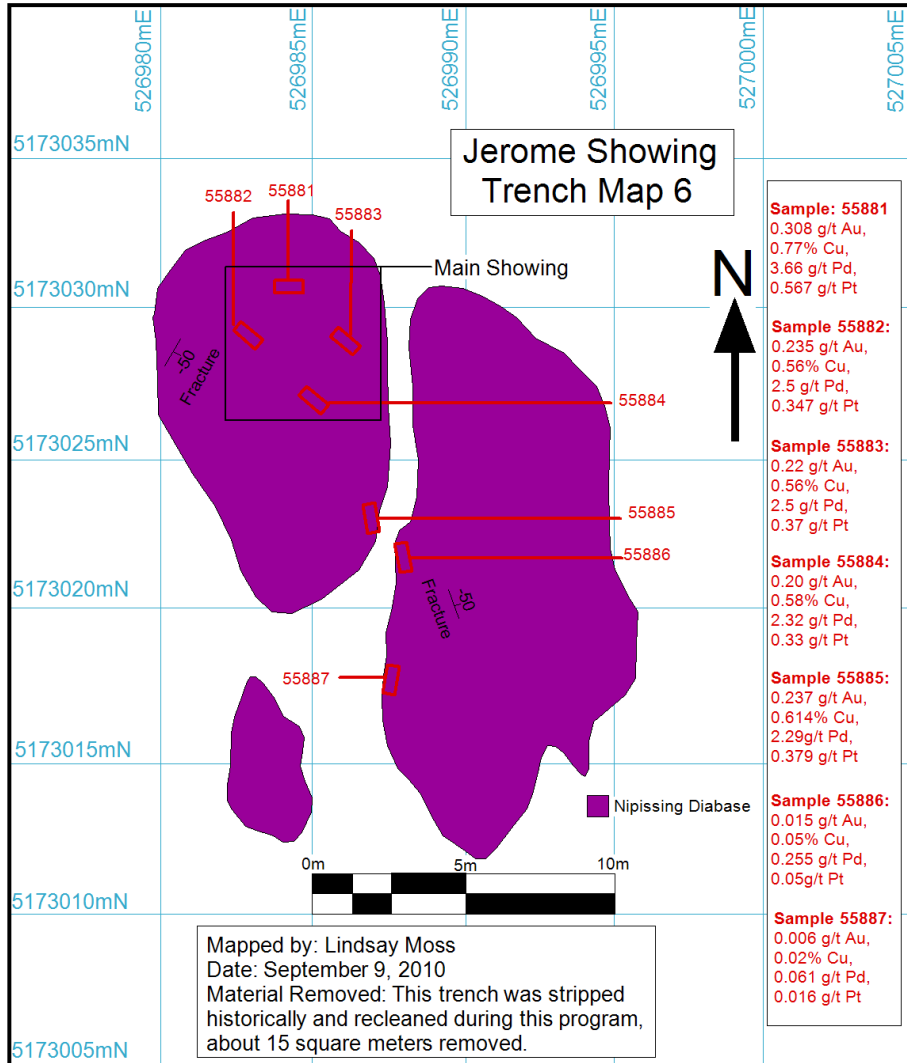 526980mE
526985mE
526990mE
526995mE
527000mE
527005mE
5173035mN
Jerome Showing
Trench Map 6
55882
55881
55883
Main Showing
N
5173030mN
-50
Fracture
55884
5173025mN
55885
55886
5173020mN
-50
Fracture
55887
5173015mN
Nipissing Diabase
0m
5m
10m
5173010mN
Mapped by: Lindsay Moss
Date: September 9, 2010
Material Removed: This trench was stripped
historically and recleaned during this program,
about 15 square meters removed.
5173005mN
Sample: 55881
0.308 g/t Au,
0.77% Cu,
3.66 g/t Pd,
0.567 g/t Pt
Sample 55882:
0.235 g/t Au,
0.56% Cu,
2.5 g/t Pd,
0.347 g/t Pt
Sample 55883:
0.22 g/t Au,
0.56% Cu,
2.5 g/t Pd,
0.37 g/t Pt
Sample 55884:
0.20 g/t Au,
0.58% Cu,
2.32 g/t Pd,
0.33 g/t Pt
Sample 55885:
0.237 g/t Au,
0.614% Cu,
2.29g/t Pd,
0.379 g/t Pt
Sample 55886:
0.015 g/t Au,
0.05% Cu,
0.255 g/t Pd,
0.05g/t Pt
Sample 55887:
0.006 g/t Au,
0.02% Cu,
0.061 g/t Pd,
0.016 g/t Pt